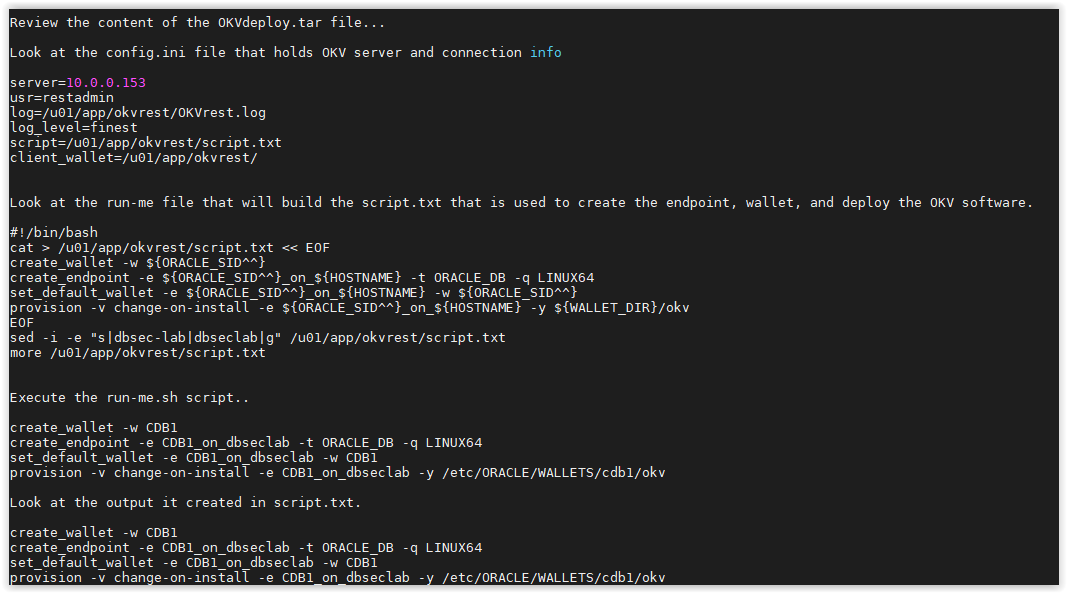 Review the content of the OKVdeploy.tar file...
Look at the config.ini file that holds OKV server and connection info
server=10.0.0.153
usr=restadmin
log=/u01/app/okvrest/OKVrest.log
log_level=finest
script=/u01/app/okvrest/script.txt
client_wallet=/u01/app/okvrest/
Look at the run-me file that will build the script.txt that is used to create the endpoint, wallet, and deploy the OKV software.
#!/bin/bash
cat > /u01/app/okvrest/script.txt << EOF
create_wallet -w ${ORACLE_SID^^}
create_endpoint -e ${ORACLE_SID^^}_on_${HOSTNAME} -t ORACLE_DB -q LINUX64
set_default_wallet -e ${ORACLE_SID^^}_on_${HOSTNAME} -w ${ORACLE_SID^^}
provision -v change-on-install -e ${ORACLE_SID^^}_on_${HOSTNAME} -y ${WALLET_DIR}/okv
EOF
sed -i -e "s|dbsec-lab|dbseclab|g" /u01/app/okvrest/script.txt
more /u01/app/okvrest/script.txt
Execute the run-me.sh script..
create_wallet -w CDB1
create_endpoint -e CDB1_on_dbseclab -t ORACLE_DB -q LINUX64
set_default_wallet -e CDB1_on_dbseclab -w CDB1
provision -v change-on-install -e CDB1_on_dbseclab -y /etc/ORACLE/WALLETS/cdb1/okv
Look at the output it created in script.txt.
create_wallet -w CDB1
create_endpoint -e CDB1_on_dbseclab -t ORACLE_DB -q LINUX64
set_default_wallet -e CDB1_on_dbseclab -w CDB1
provision -v change-on-install -e CDB1_on_dbseclab -y /etc/ORACLE/WALLETS/cdb1/okv